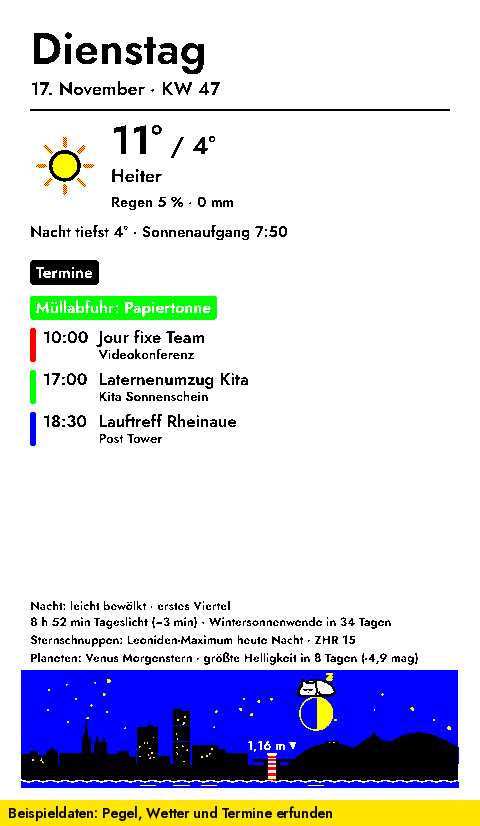 Dienstag
17. November · KW 47
11° / 4°
Heiter
Regen 5 % · 0 mm
Nacht tiefst 4° · Sonnenaufgang 7:50
Termine
Müllabfuhr: Papiertonne
10:00 Jour fixe Team
Videokonferenz
17:00 Laternenumzug Kita
Kita Sonnenschein
18:30 Lauftreff Rheinaue
Post Tower
Nacht: leicht bewölkt · erstes Viertel
8 h 52 min Tageslicht (−3 min) · Wintersonnenwende in 34 Tagen
Sternschnuppen: Leoniden-Maximum heute Nacht · ZHR 15
Planeten: Venus Morgenstern · größte Helligkeit in 8 Tagen (-4,9 mag)
z
1,16 m ▼
Beispieldaten: Pegel, Wetter und Termine erfunden